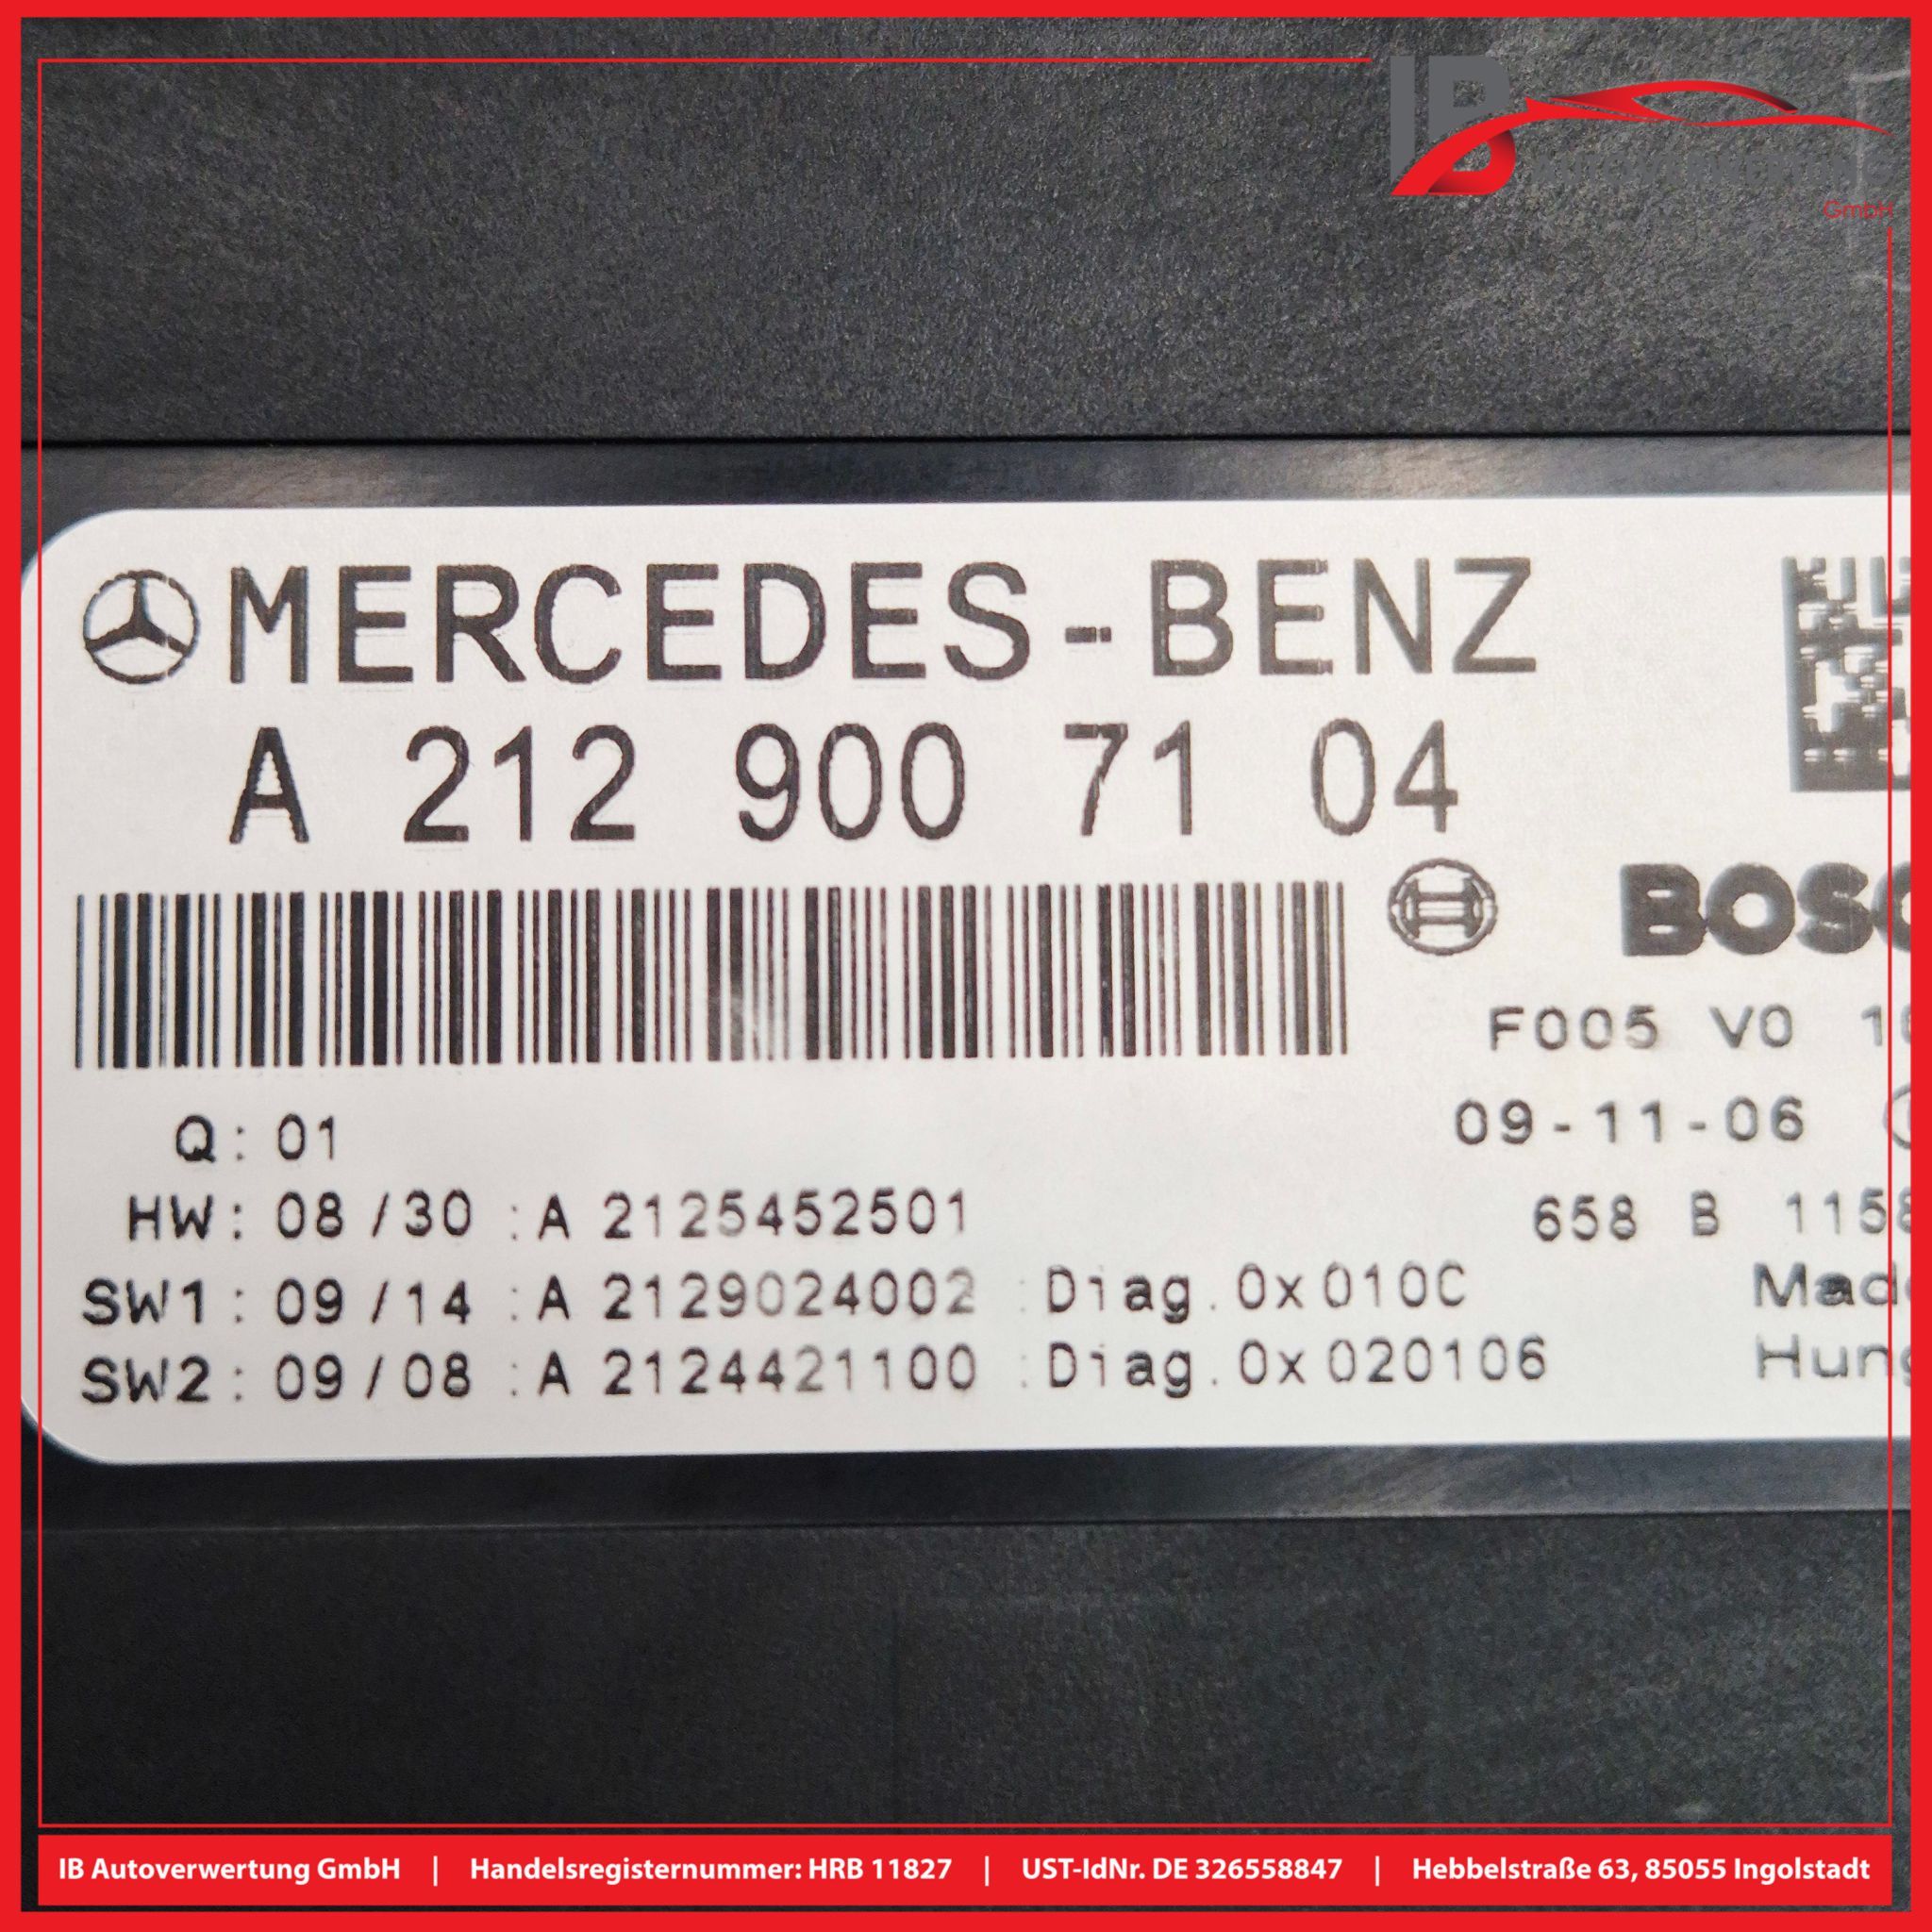 IB
GmbH
MERCEDES-BENZ
A 212 900 71 04
F005 V0
Q: 01
09-11-06
HW: 08/30 :A 2125452501
658 B
SW1: 09/14 :A 2129024002 :Diag.0x010C
SW2: 09/08 :A 2124421100 :Diag.0x020106
IB Autoverwertung GmbH | Handelsregisternummer: HRB 11827 | UST-IdNr. DE 326558847 | Hebbelstraße 63, 85055 Ingolstadt